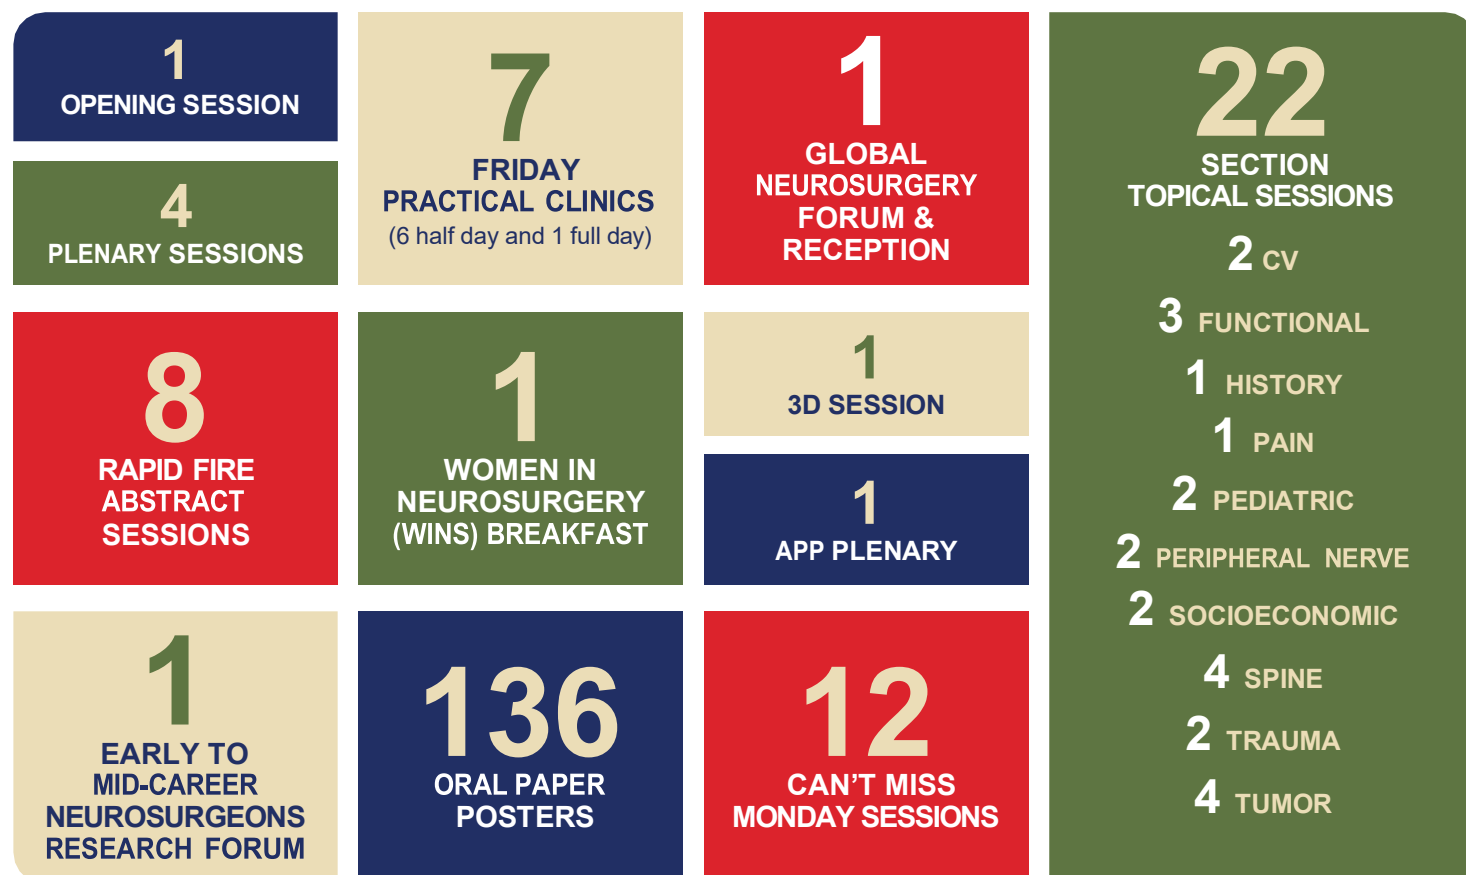 1
OPENING SESSION
4
PLENARY SESSIONS
7
FRIDAY
PRACTICAL CLINICS
(6 half day and 1 full day)
1
GLOBAL
NEUROSURGERY
FORUM &
RECEPTION
22
SECTION
TOPICAL SESSIONS
2 CV
3 FUNCTIONAL
1 HISTORY
1 PAIN
2 PEDIATRIC
2 PERIPHERAL NERVE
2 SOCIOECONOMIC
4 SPINE
2 TRAUMA
4 TUMOR
8
RAPID FIRE
ABSTRACT
SESSIONS
1
WOMEN IN
NEUROSURGERY
(WINS) BREAKFAST
1
3D SESSION
1
APP PLENARY
1
EARLY TO
MID-CAREER
NEUROSURGEONS
RESEARCH FORUM
136
ORAL PAPER
POSTERS
12
CAN’T MISS
MONDAY SESSIONS